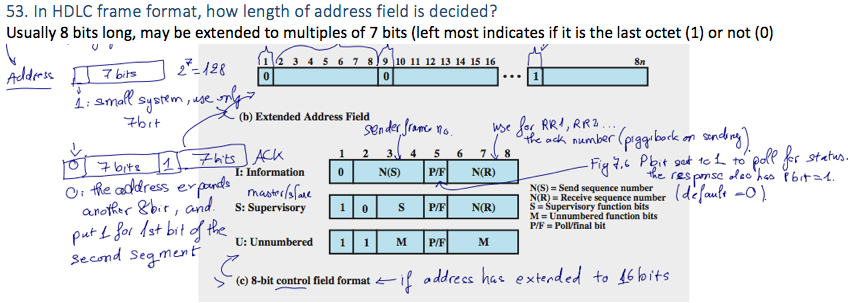 53. In HDLC frame format, how length of address field is decided?
Usually 8 bits long, may be extended to multiples of 7 bits (left most indicates if it is the last octet (1) or not (0)
Address
7 bits
2^7=128
1: small system, use only
7bit
1 2 3 4 5 6 7 8 9 10 11 12 13 14 15 16 8n
0 0 ••• 1
(b) Extended Address Field
sender frame no.
use for RR1, RR2...
the ack number (piggiback on sending)
0 7 bits 1 7 bits ACK
0: the address expands
another 8bit, and
put 1 for 1st bit of the
second segment
master/slave
1 2 3 4 5 6 7 8
I: Information 0 N(S) P/F N(R)
S: Supervisory 1 0 S P/F N(R)
U: Unnumbered 1 1 M P/F M
Fig 7.6 Pbit set to 1 to poll for status.
the response also has Pbit=1.
(default =0).
N(S) = Send sequence number
N(R) = Receive sequence number
S = Supervisory function bits
M = Unnumbered function bits
P/F = Poll/final bit
(c) 8-bit control field format
if address has extended to 16 bits